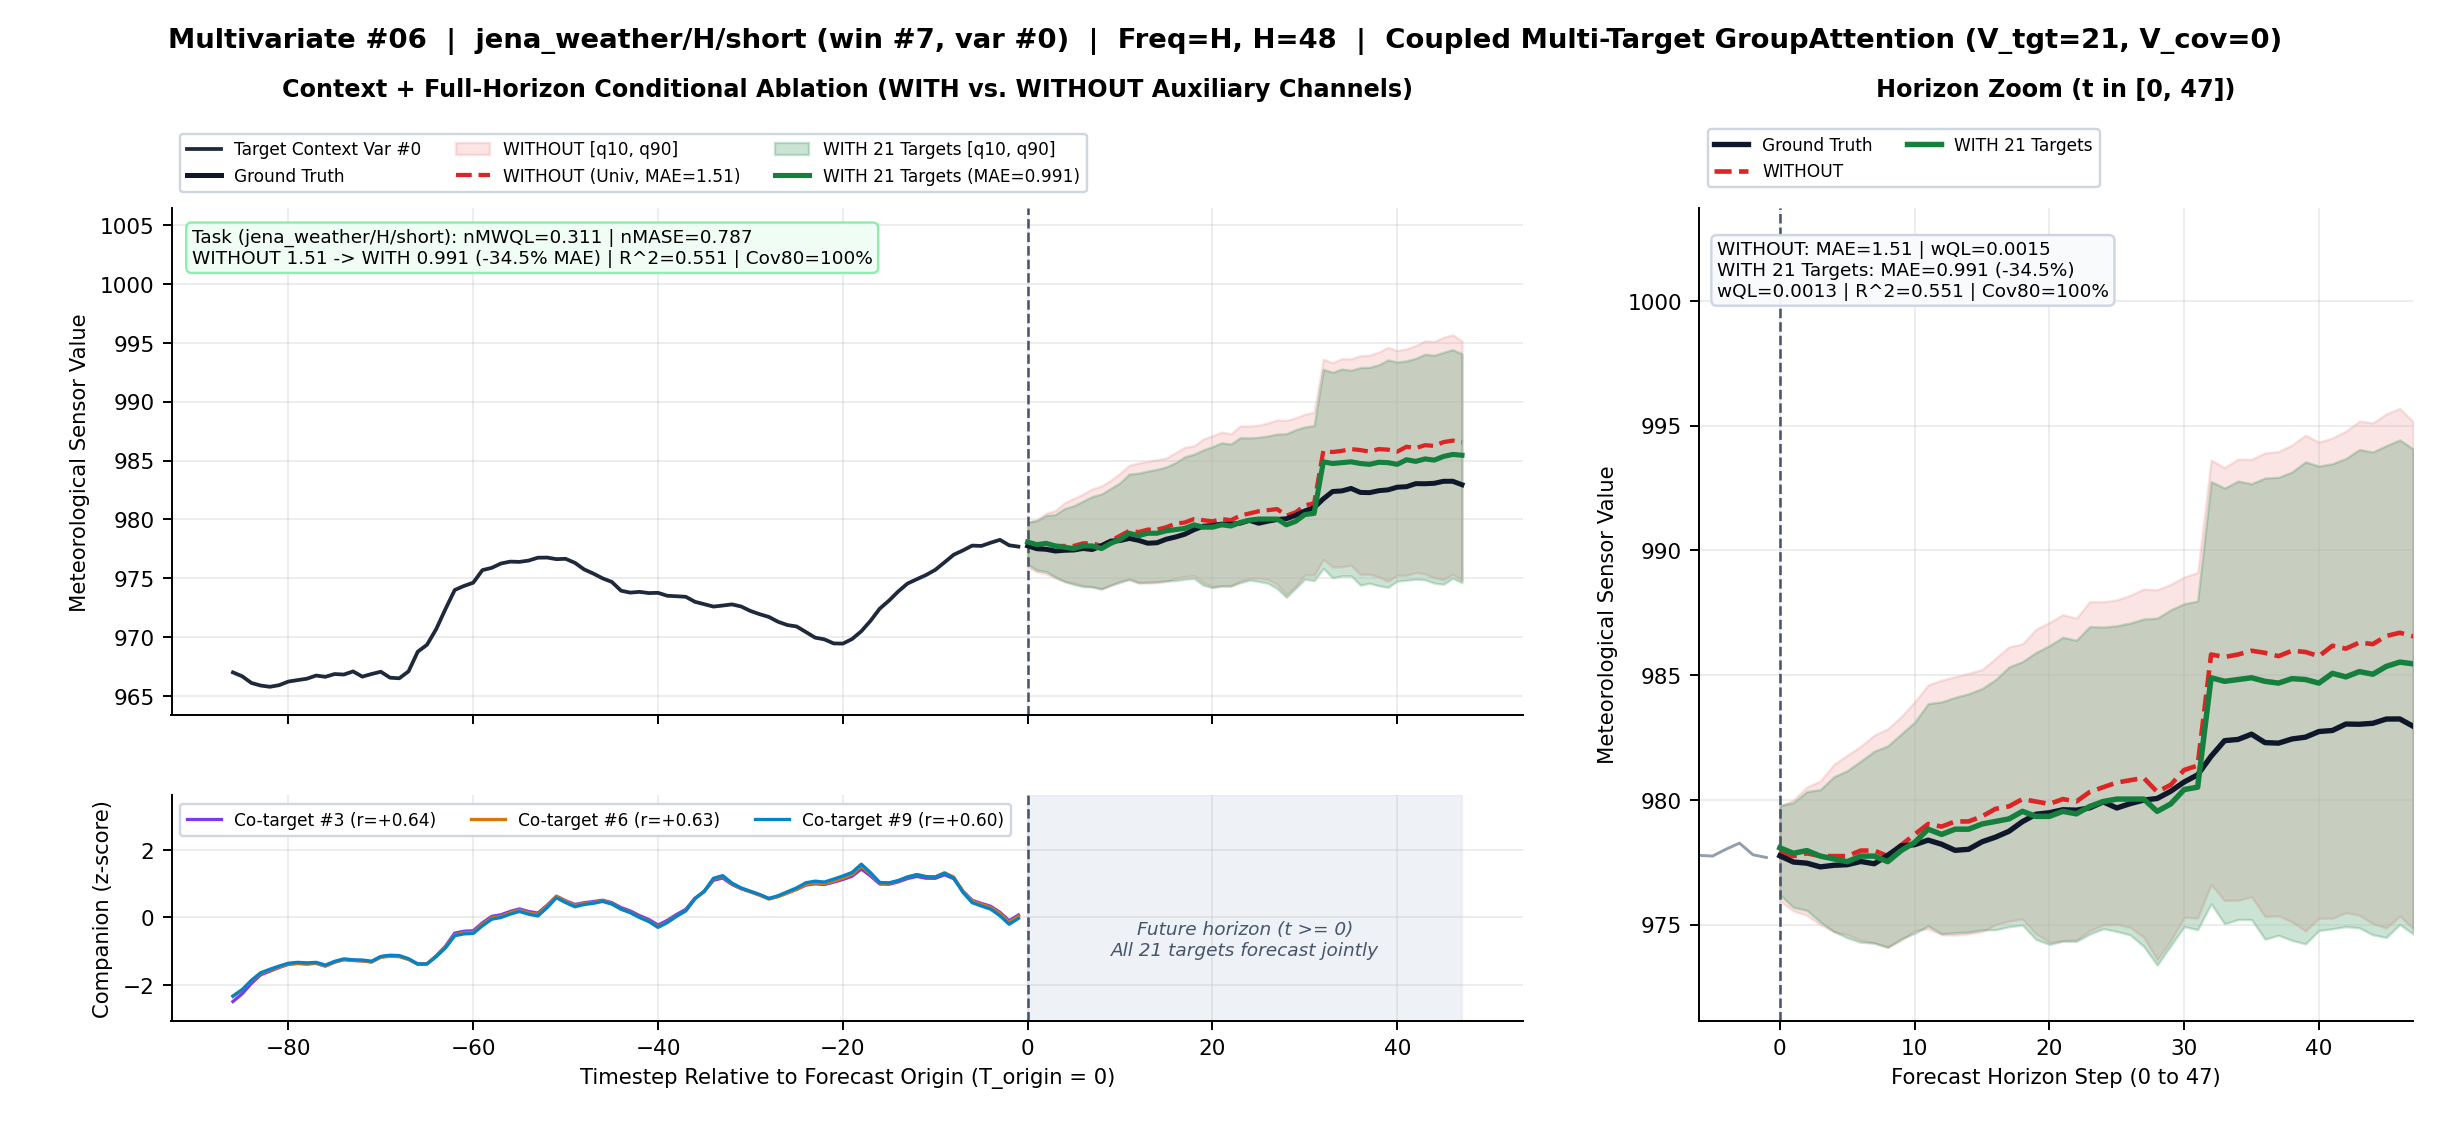 Multivariate #06 | jena_weather/H/short (win #7, var #0) | Freq=H, H=48 | Coupled Multi-Target GroupAttention (V_tgt=21, V_cov=0)
Context + Full-Horizon Conditional Ablation (WITH vs. WITHOUT Auxiliary Channels)
Target Context Var #0
Ground Truth
WITHOUT [q10, q90]
WITHOUT (Univ, MAE=1.51)
WITH 21 Targets [q10, q90]
WITH 21 Targets (MAE=0.991)
Task (jena_weather/H/short): nMWQL=0.311 | nMASE=0.787
WITHOUT 1.51 -> WITH 0.991 (-34.5% MAE) | R^2=0.551 | Cov80=100%
Meteorological Sensor Value
1005
1000
995
990
985
980
975
970
965
Co-target #3 (r=+0.64)
Co-target #6 (r=+0.63)
Co-target #9 (r=+0.60)
Companion (z-score)
2
0
−2
Future horizon (t >= 0)
All 21 targets forecast jointly
−80
−60
−40
−20
0
20
40
Timestep Relative to Forecast Origin (T_origin = 0)
Horizon Zoom (t in [0, 47])
Ground Truth
WITHOUT
WITH 21 Targets
WITHOUT: MAE=1.51 | wQL=0.0015
WITH 21 Targets: MAE=0.991 (-34.5%)
wQL=0.0013 | R^2=0.551 | Cov80=100%
Meteorological Sensor Value
1000
995
990
985
980
975
0
10
20
30
40
Forecast Horizon Step (0 to 47)